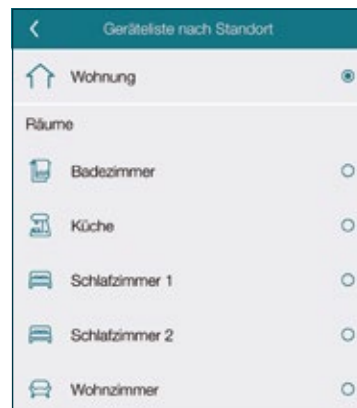 Geräteliste nach Standort
Wohnung
Räume
Badezimmer
Küche
Schlafzimmer 1
Schlafzimmer 2
Wohnzimmer